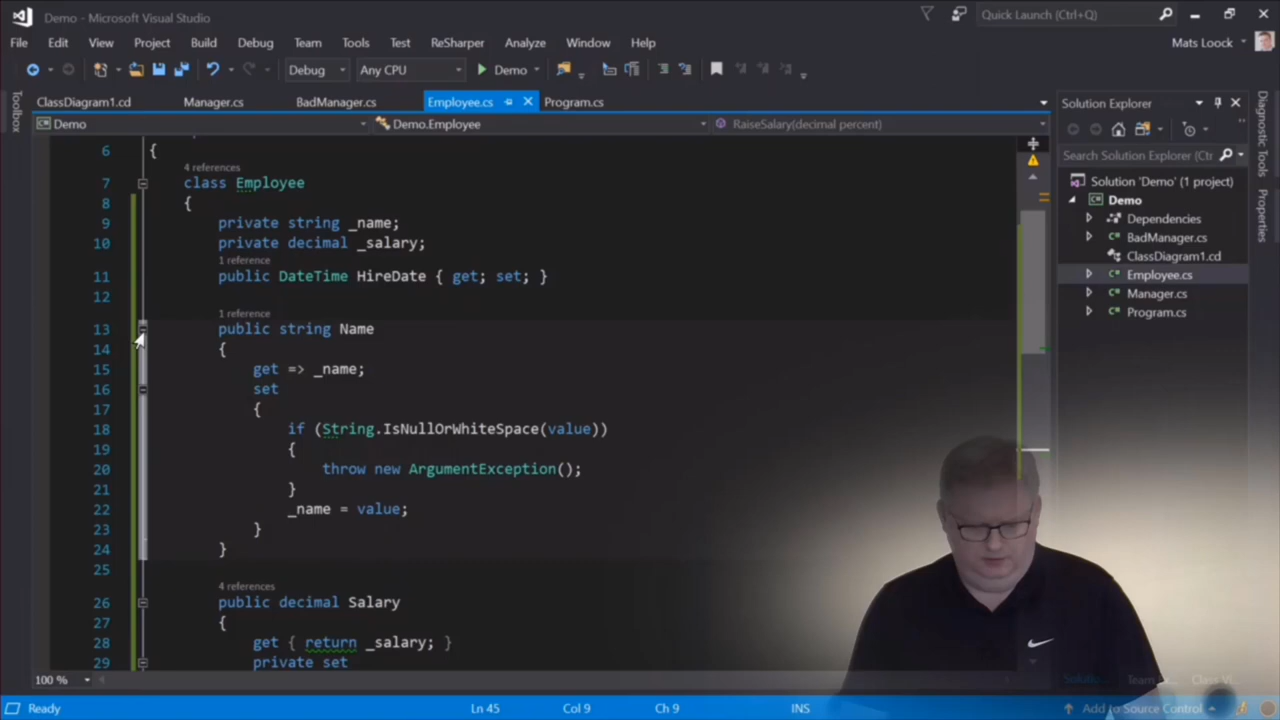 Demo - Microsoft Visual Studio
Quick Launch (Ctrl+Q)
File Edit View Project Build Debug Team Tools Test ReSharper Analyze Window Help
Mats Loock
Debug Any CPU Demo
ClassDiagram1.cd Manager.cs BadManager.cs Employee.cs Program.cs
Toolbox
Demo Demo.Employee RaiseSalary(decimal percent)
6 {
4 references
7 class Employee
8 {
9 private string _name;
10 private decimal _salary;
1 reference
11 public DateTime HireDate { get; set; }
12
1 reference
13 public string Name
14 {
15 get => _name;
16 set
17 {
18 if (String.IsNullOrWhiteSpace(value))
19 {
20 throw new ArgumentException();
21 }
22 _name = value;
23 }
24 }
25
4 references
26 public decimal Salary
27 {
28 get { return _salary; }
29 private set
100 %
Solution Explorer
Search Solution Explorer (Ctrl
Solution 'Demo' (1 project)
Demo
Dependencies
BadManager.cs
ClassDiagram1.cd
Employee.cs
Manager.cs
Program.cs
Diagnostic Tools
Properties
Ready Ln 45 Col 9 Ch 9 INS Add to Source Control